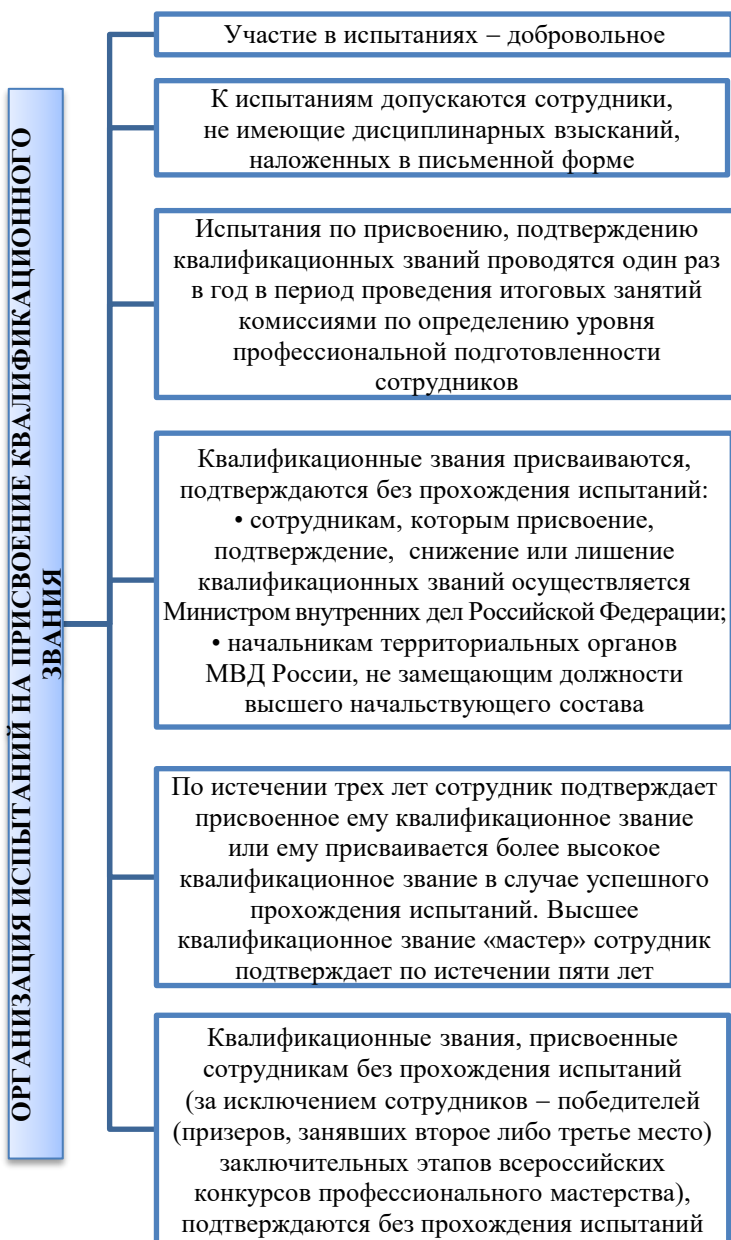 ОРГАНИЗАЦИЯ ИСПЫТАНИЙ НА ПРИСВОЕНИЕ КВАЛИФИКАЦИОННОГО
ЗВАНИЯ
Участие в испытаниях – добровольное
К испытаниям допускаются сотрудники,
не имеющие дисциплинарных взысканий,
наложенных в письменной форме
Испытания по присвоению, подтверждению
квалификационных званий проводятся один раз
в год в период проведения итоговых занятий
комиссиями по определению уровня
профессиональной подготовленности
сотрудников
Квалификационные звания присваиваются,
подтверждаются без прохождения испытаний:
• сотрудникам, которым присвоение,
подтверждение, снижение или лишение
квалификационных званий осуществляется
Министром внутренних дел Российской Федерации;
• начальникам территориальных органов
МВД России, не замещающим должности
высшего начальствующего состава
По истечении трех лет сотрудник подтверждает
присвоенное ему квалификационное звание
или ему присваивается более высокое
квалификационное звание в случае успешного
прохождения испытаний. Высшее
квалификационное звание «мастер» сотрудник
подтверждает по истечении пяти лет
Квалификационные звания, присвоенные
сотрудникам без прохождения испытаний
(за исключением сотрудников – победителей
(призеров, занявших второе либо третье место)
заключительных этапов всероссийских
конкурсов профессионального мастерства),
подтверждаются без прохождения испытаний